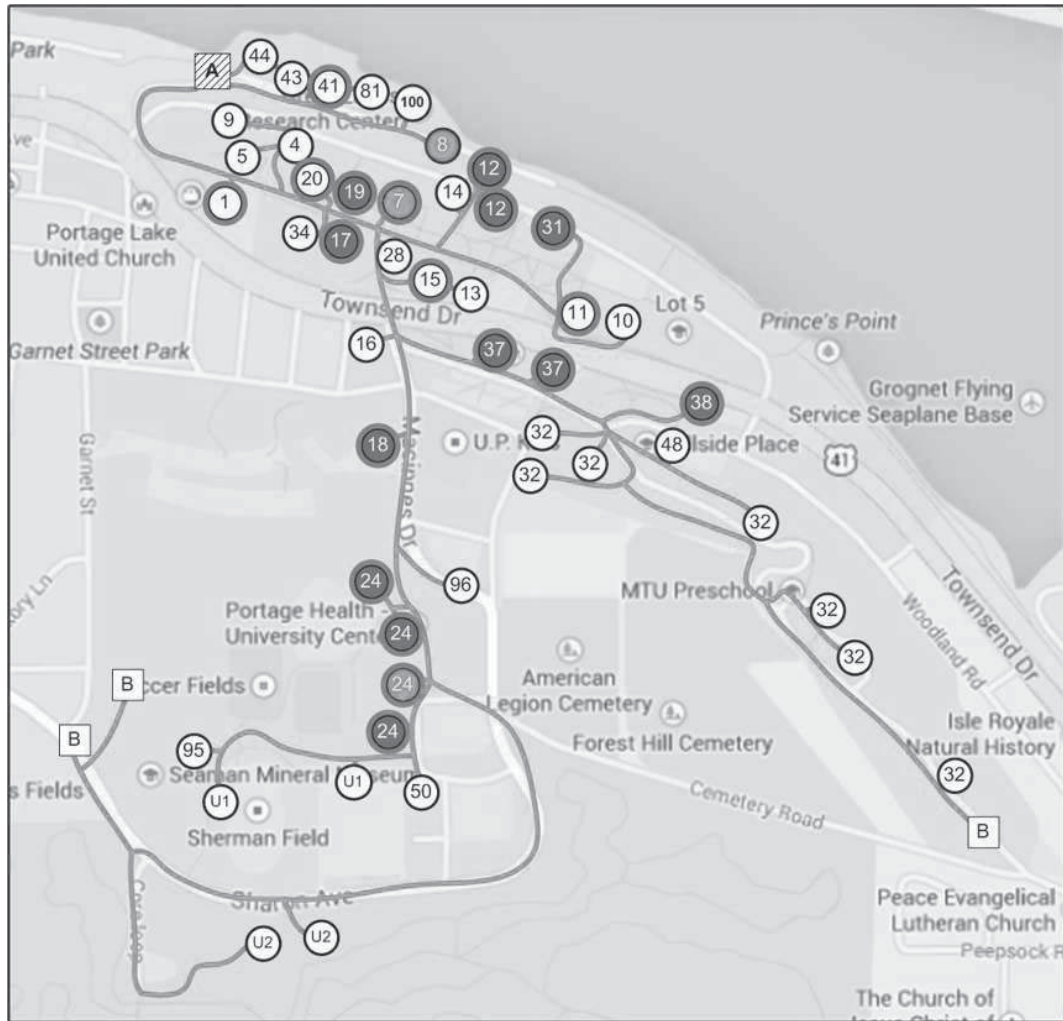 Park
44
A
43
41
81
100
Research Center
9
8
4
5
12
20
19
14
7
12
1
31
34
17
Portage Lake
United Church
28
15
13
Lot 5
11
10
Townsend Dr
Prince's Point
16
Garnet Street Park
37
37
Grognet Flying
Service Seaplane Base
38
18
32
U.P.
48
32
41
32
Garnet St
MacInnes Dr
32
24
96
MTU Preschool
32
Townsend Dr
Woodland Rd
Portage Health -
University Cente
24
32
American
Legion Cemetery
B
ccer Fields
24
Isle Royale
Natural History
B
24
Forest Hill Cemetery
95
Seaman Mineral Museum
U1
32
s Fields
U1
50
Cemetery Road
Sherman Field
B
Sharon Ave
Peace Evangelical
Lutheran Church
U2
U2
Peepsock R
The Church of